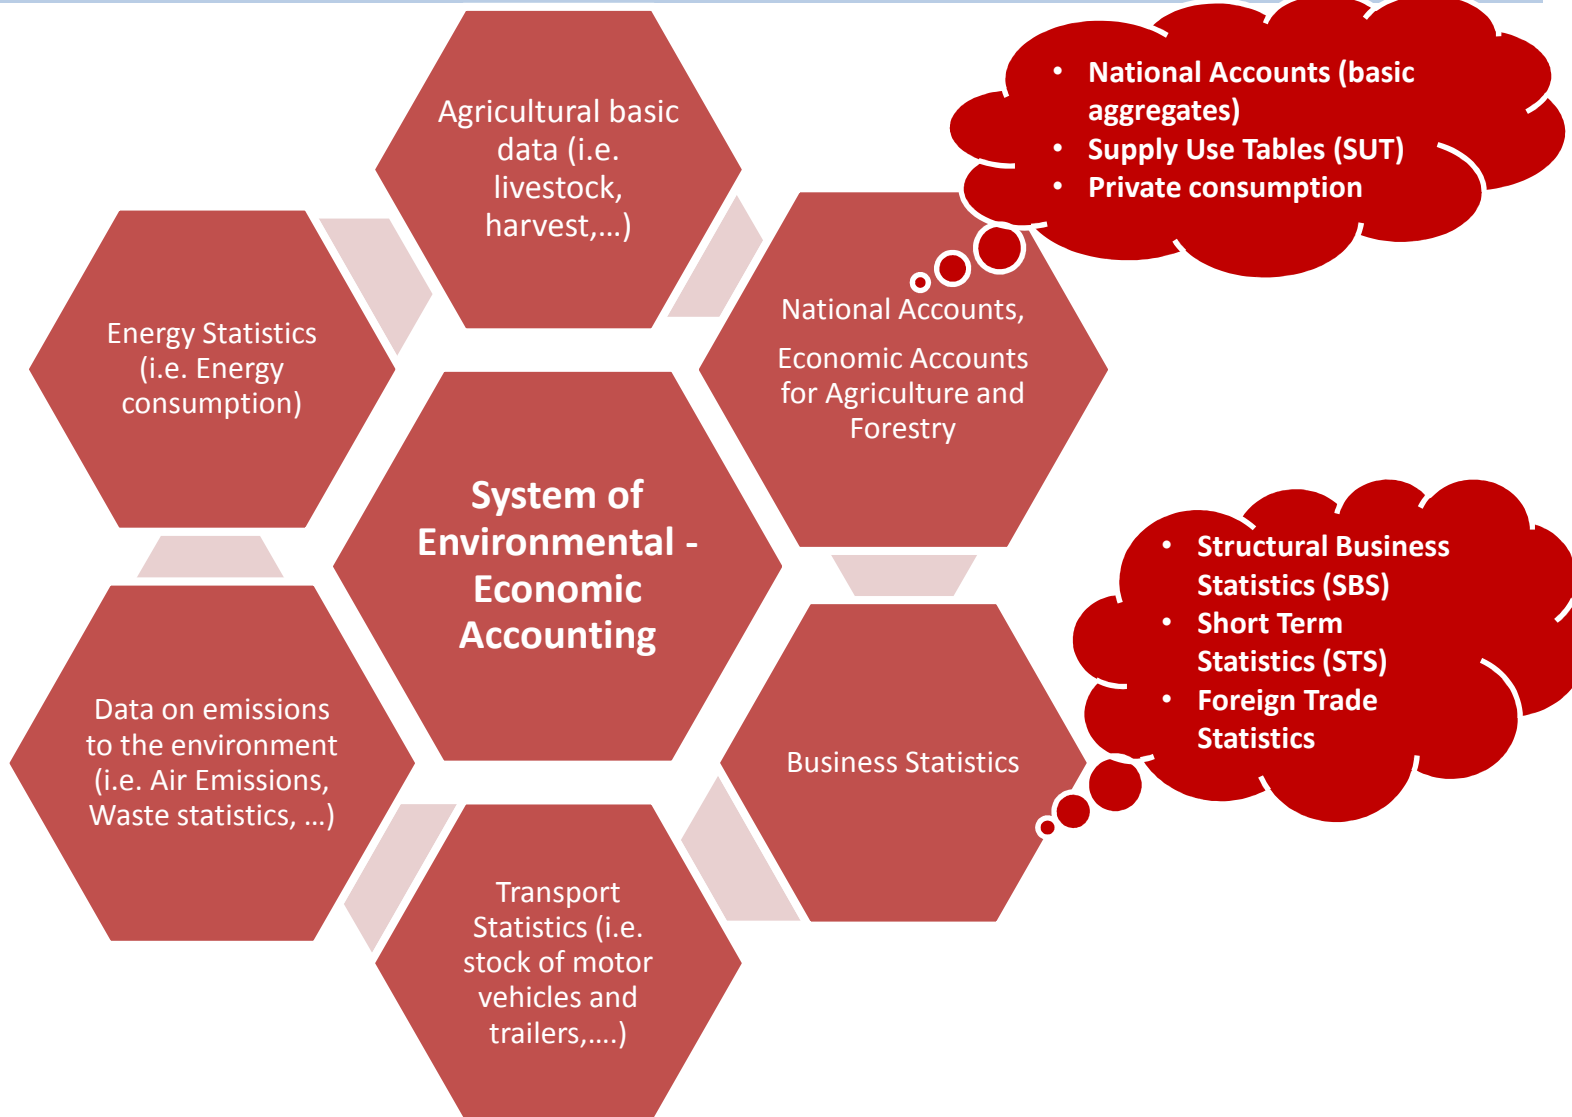 Agricultural basic
data (i.e.
livestock,
harvest,...)
• National Accounts (basic
aggregates)
• Supply Use Tables (SUT)
• Private consumption
National Accounts,
Economic Accounts
for Agriculture and
Forestry
Energy Statistics
(i.e. Energy
consumption)
System of
Environmental -
Economic
Accounting
• Structural Business
Statistics (SBS)
• Short Term
Statistics (STS)
• Foreign Trade
Statistics
Data on emissions
to the environment
(i.e. Air Emissions,
Waste statistics, ...)
Business Statistics
Transport
Statistics (i.e.
stock of motor
vehicles and
trailers,....)